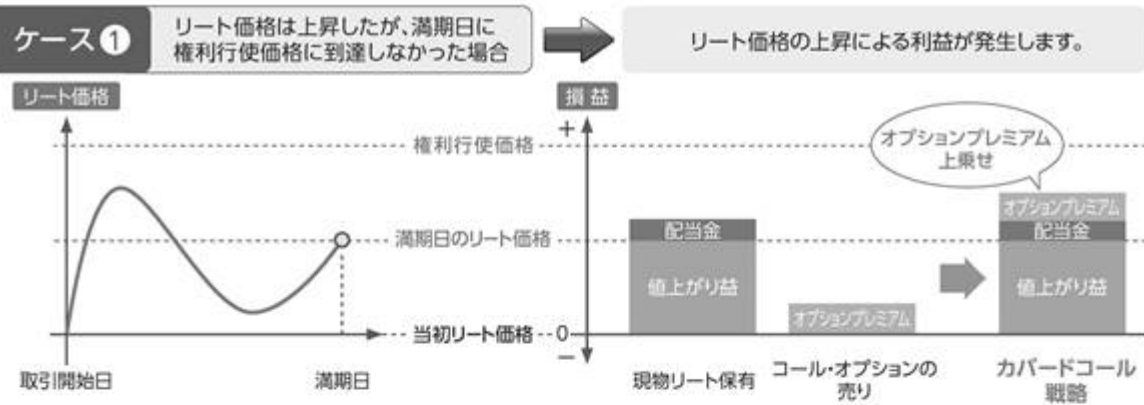 ケース❶
リート価格は上昇したが、満期日に
権利行使価格に到達しなかった場合
リート価格の上昇による利益が発生します。
リート価格
損益
+
権利行使価格
オプションプレミアム
上乗せ
オプションプレミアム
配当金
配当金
満期日のリート価格
値上がり益
値上がり益
オプションプレミアム
当初リート価格
0
−
取引開始日
満期日
現物リート保有
コール・オプションの
売り
カバードコール
戦略